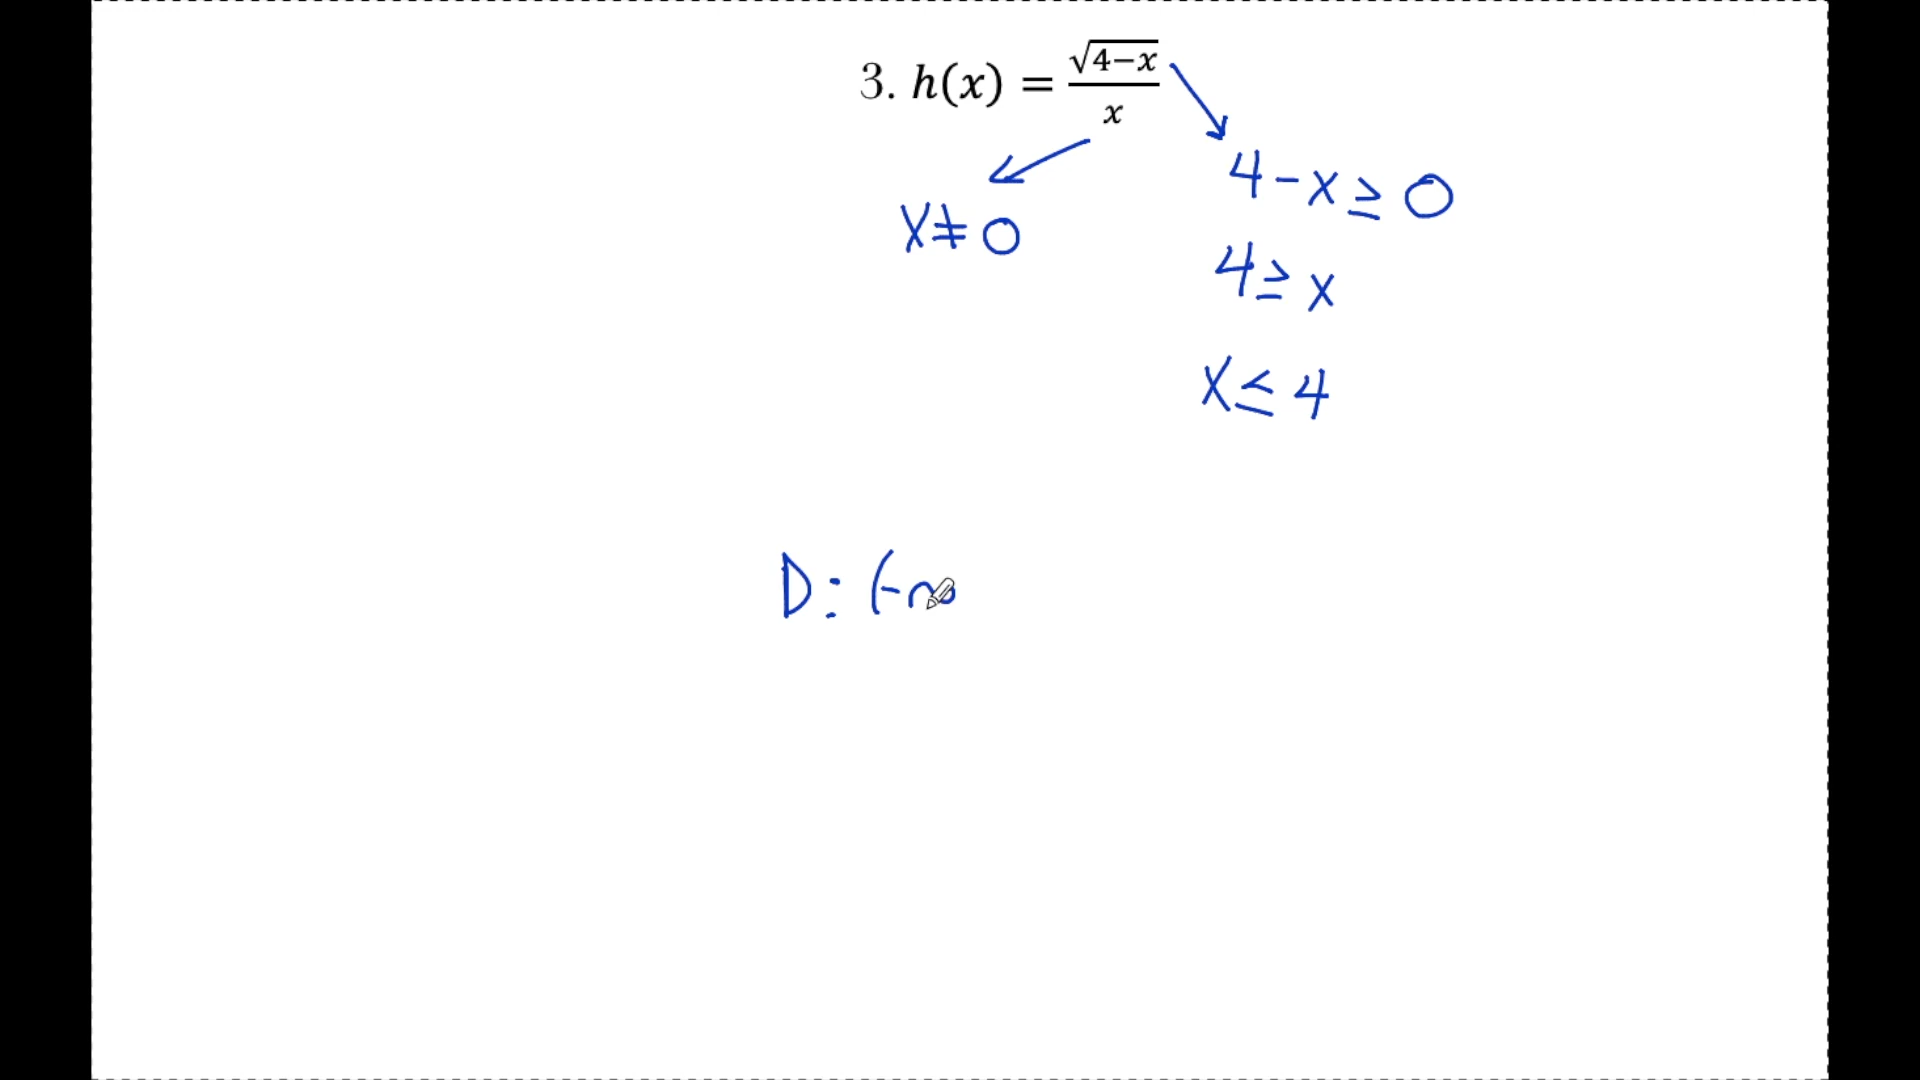 3. h(x) = √(4−x)/x
x ≠ 0
4 - x ≥ 0
4 ≥ x
x ≤ 4
D: (-∞